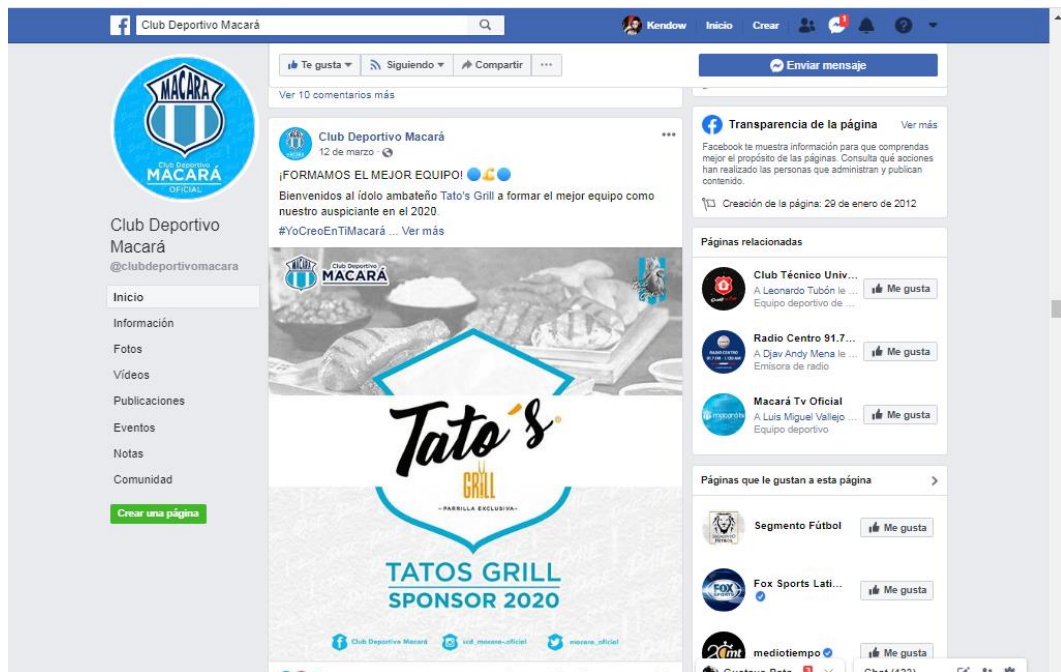 Club Deportivo Macará
Kendow
Inicio
Crear
MACARA
Club Deportivo
MACARÁ
OFICIAL
Club Deportivo
Macará
@clubdeportivomacara
Inicio
Información
Fotos
Vídeos
Publicaciones
Eventos
Notas
Comunidad
Crear una página
Te gusta
Siguiendo
Compartir
Ver 10 comentarios más
Club Deportivo Macará
12 de marzo
¡FORMAMOS EL MEJOR EQUIPO!
Bienvenidos al ídolo ambateño Tato's Grill a formar el mejor equipo como
nuestro auspiciante en el 2020.
#YoCreoEnTiMacará ... Ver más
MACARA
Club Deportivo
MACARÁ
Tato´s
GRILL
-PARRILLA EXCLUSIVA-
TATOS GRILL
SPONSOR 2020
Club Deportivo Macará
Enviar mensaje
Transparencia de la página
Ver más
Facebook te muestra información para que comprendas
mejor el propósito de las páginas. Consulta qué acciones
han realizado las personas que administran y publican
contenido.
Creación de la página: 29 de enero de 2012
Páginas relacionadas
Club Técnico Univ...
A Leonardo Tubón le ...
Equipo deportivo de ...
Me gusta
Radio Centro 91.7...
A Djav Andy Mena le ...
Emisora de radio
Me gusta
Macará Tv Oficial
A Luis Miguel Vallejo ...
Equipo deportivo
Me gusta
Páginas que le gustan a esta página
Segmento Fútbol
Me gusta
FOX
Fox Sports Lati...
Me gusta
mediotiempo
Me gusta